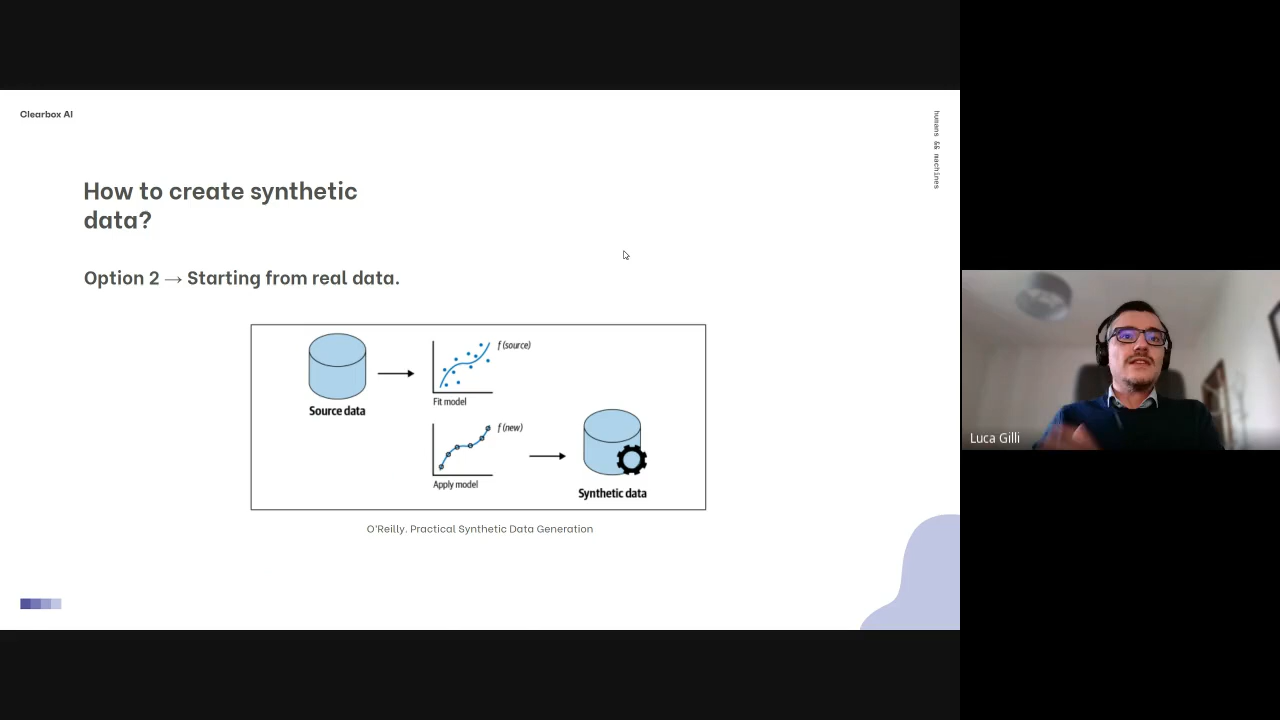 Clearbox AI
humans && machines
How to create synthetic
data?
Option 2 → Starting from real data.
f (source)
Source data
Fit model
f (new)
Apply model
Synthetic data
O'Reilly. Practical Synthetic Data Generation
Luca Gilli